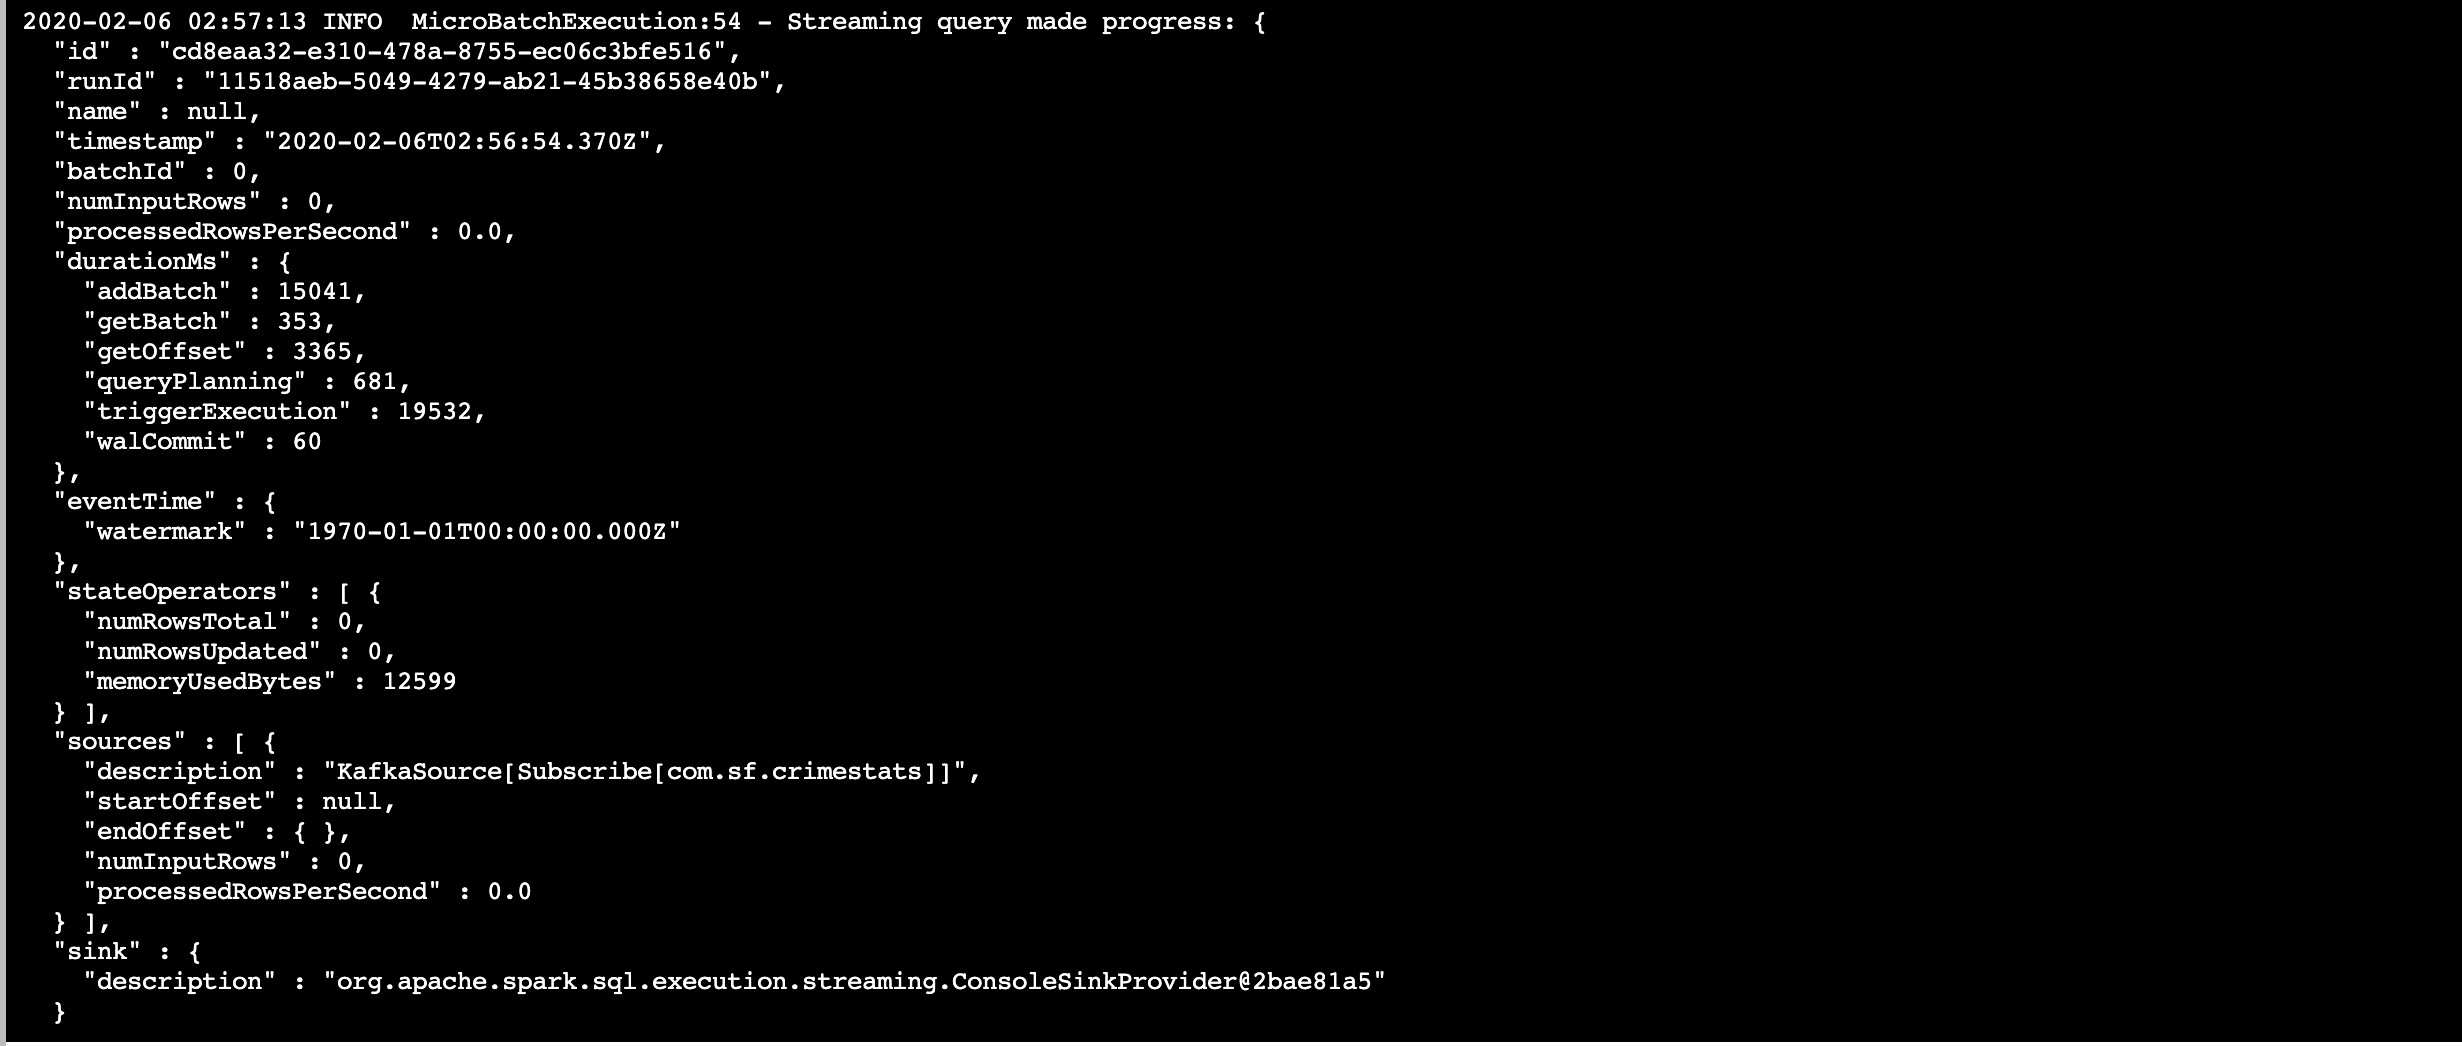 2020-02-06 02:57:13 INFO  MicroBatchExecution:54 - Streaming query made progress: {
  "id" : "cd8eaa32-e310-478a-8755-ec06c3bfe516",
  "runId" : "11518aeb-5049-4279-ab21-45b38658e40b",
  "name" : null,
  "timestamp" : "2020-02-06T02:56:54.370Z",
  "batchId" : 0,
  "numInputRows" : 0,
  "processedRowsPerSecond" : 0.0,
  "durationMs" : {
    "addBatch" : 15041,
    "getBatch" : 353,
    "getOffset" : 3365,
    "queryPlanning" : 681,
    "triggerExecution" : 19532,
    "walCommit" : 60
  },
  "eventTime" : {
    "watermark" : "1970-01-01T00:00:00.000Z"
  },
  "stateOperators" : [ {
    "numRowsTotal" : 0,
    "numRowsUpdated" : 0,
    "memoryUsedBytes" : 12599
  } ],
  "sources" : [ {
    "description" : "KafkaSource[Subscribe[com.sf.crimestats]]",
    "startOffset" : null,
    "endOffset" : { },
    "numInputRows" : 0,
    "processedRowsPerSecond" : 0.0
  } ],
  "sink" : {
    "description" : "org.apache.spark.sql.execution.streaming.ConsoleSinkProvider@2bae81a5"
  }